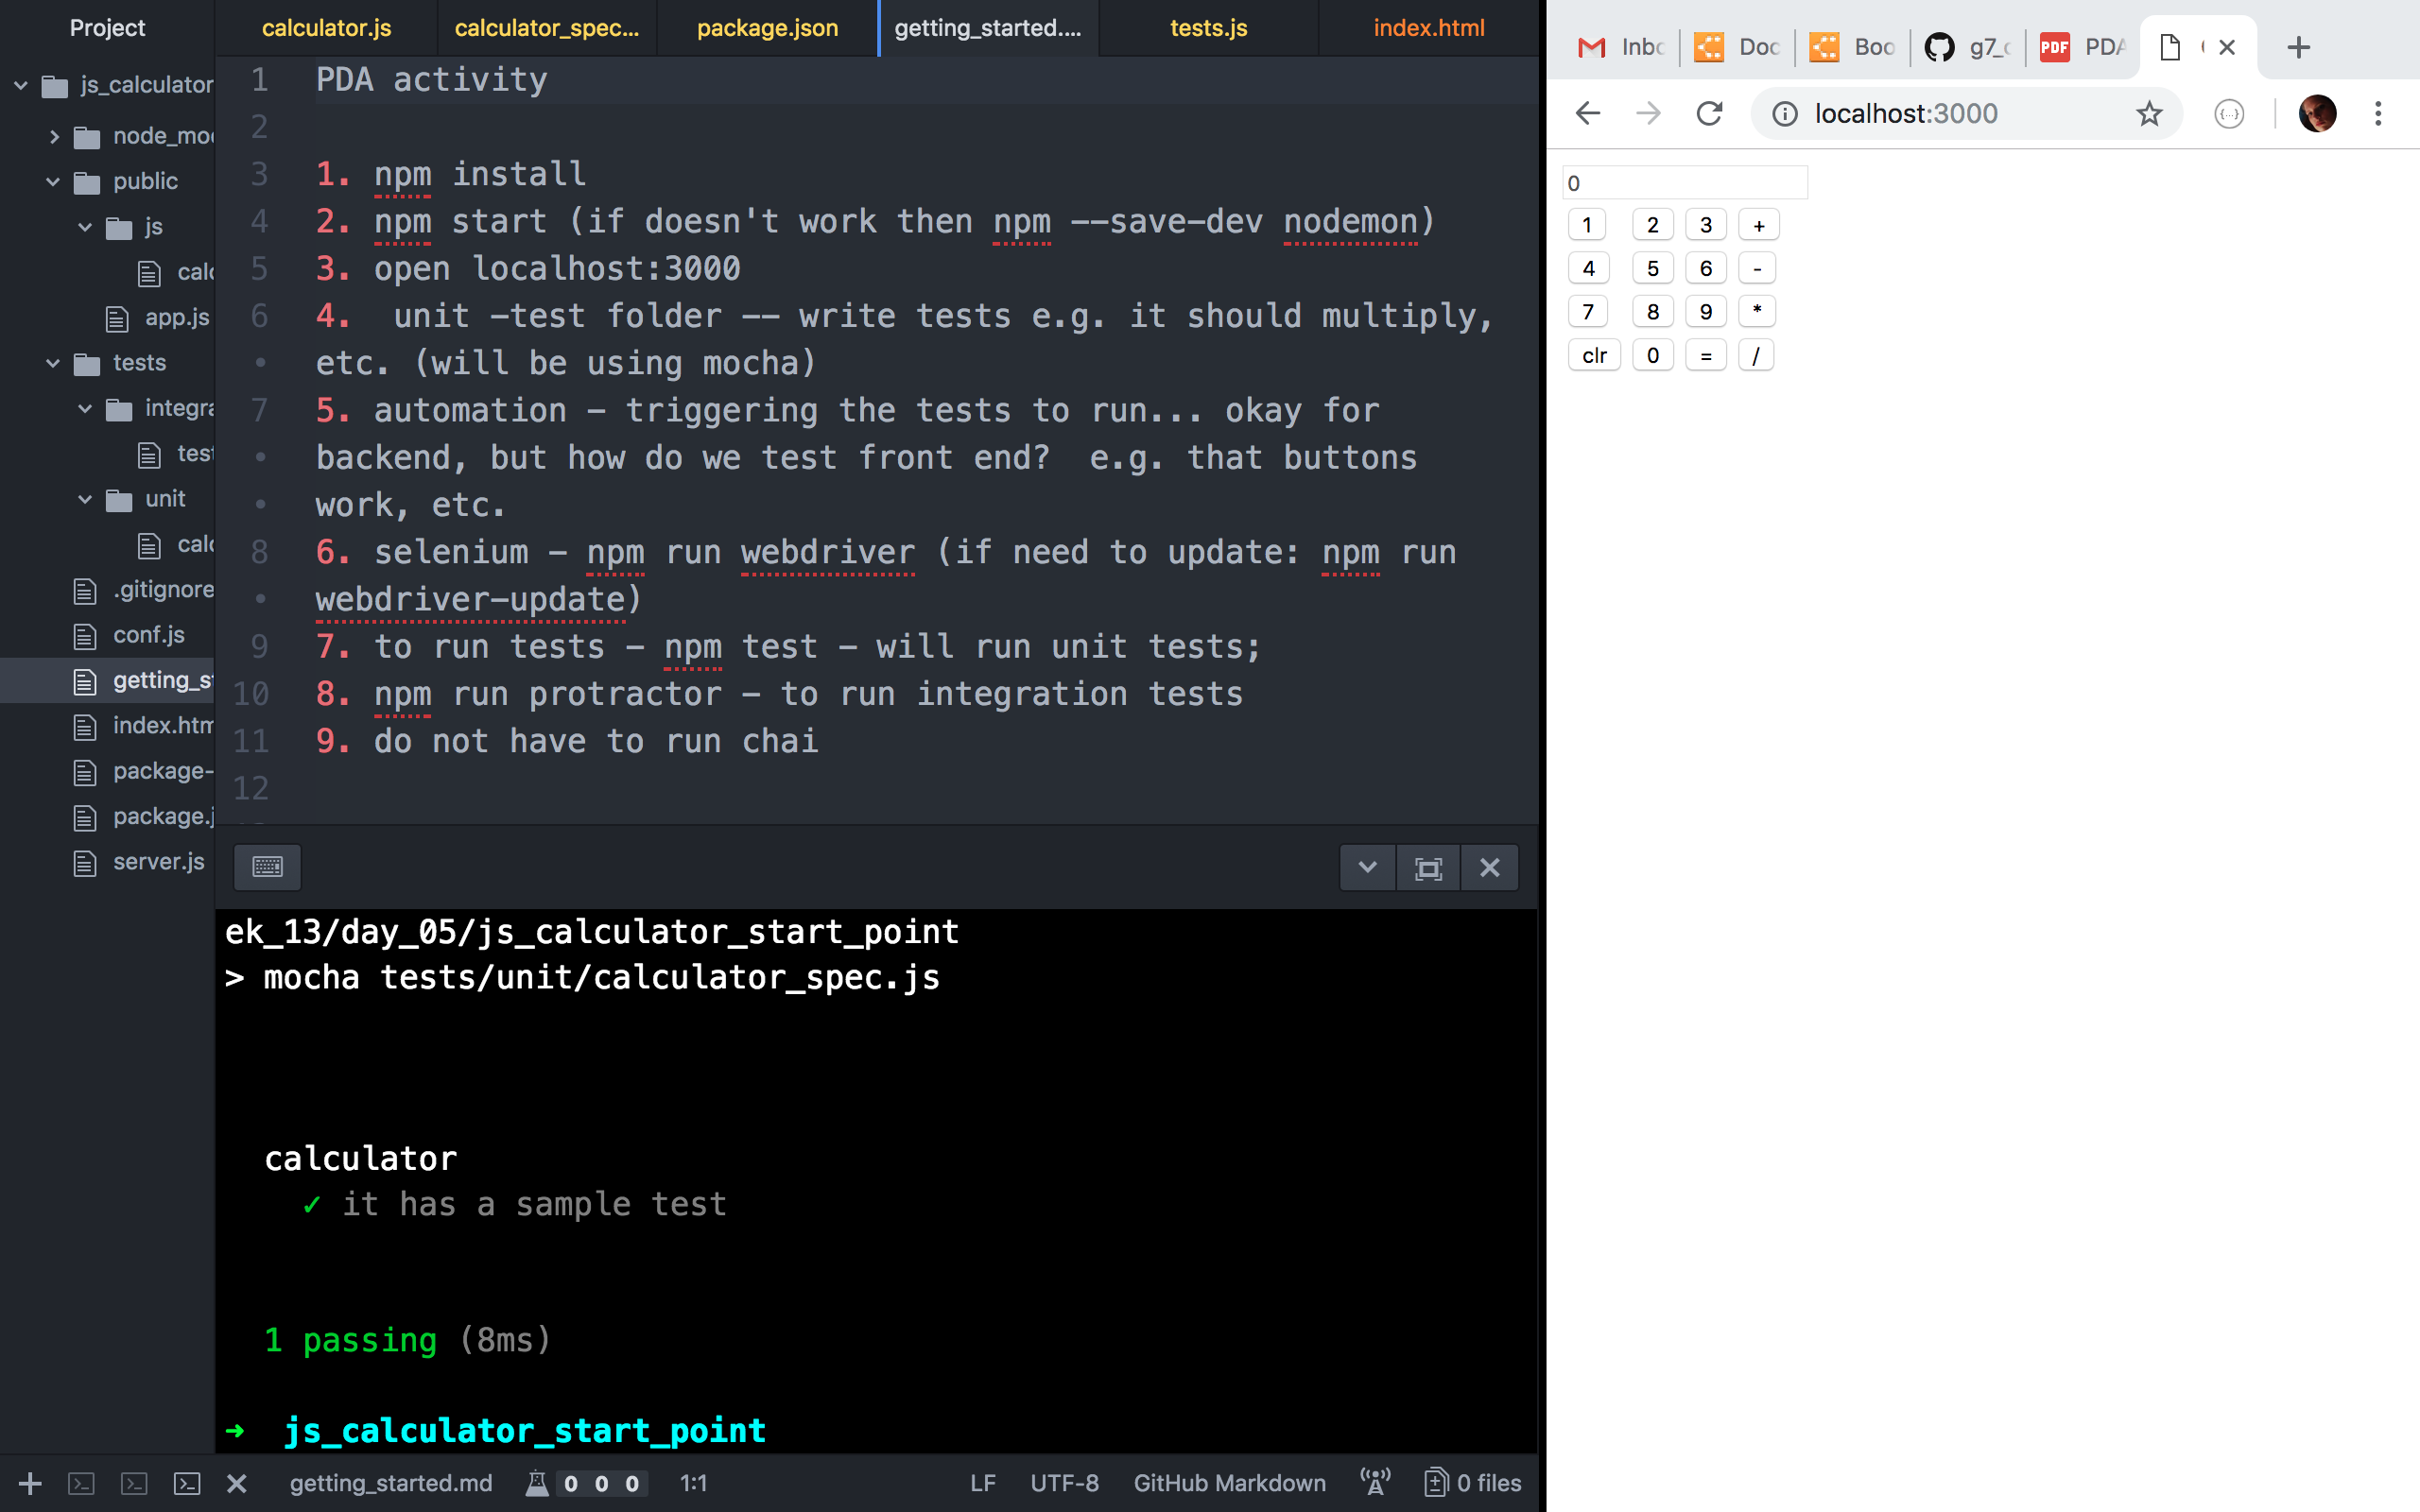 Project
calculator.js
calculator_spec...
package.json
getting_started....
tests.js
index.html
js_calculator
node_mo
public
js
calc
app.js
tests
integra
test
unit
calc
.gitignore
conf.js
getting_st
index.htm
package-
package.j
server.js
1 PDA activity
2
3 1. npm install
4 2. npm start (if doesn't work then npm --save-dev nodemon)
5 3. open localhost:3000
6 4.  unit -test folder -- write tests e.g. it should multiply,
• etc. (will be using mocha)
7 5. automation - triggering the tests to run... okay for
• backend, but how do we test front end?  e.g. that buttons
• work, etc.
8 6. selenium - npm run webdriver (if need to update: npm run
• webdriver-update)
9 7. to run tests - npm test - will run unit tests;
10 8. npm run protractor - to run integration tests
11 9. do not have to run chai
12
ek_13/day_05/js_calculator_start_point
> mocha tests/unit/calculator_spec.js
calculator
✓ it has a sample test
1 passing (8ms)
➜ js_calculator_start_point
getting_started.md 0 0 0 1:1 LF UTF-8 GitHub Markdown 0 files
Inbo Doc Boo g7_c PDF PDA
localhost:3000
0
1 2 3 +
4 5 6 -
7 8 9 *
clr 0 = /